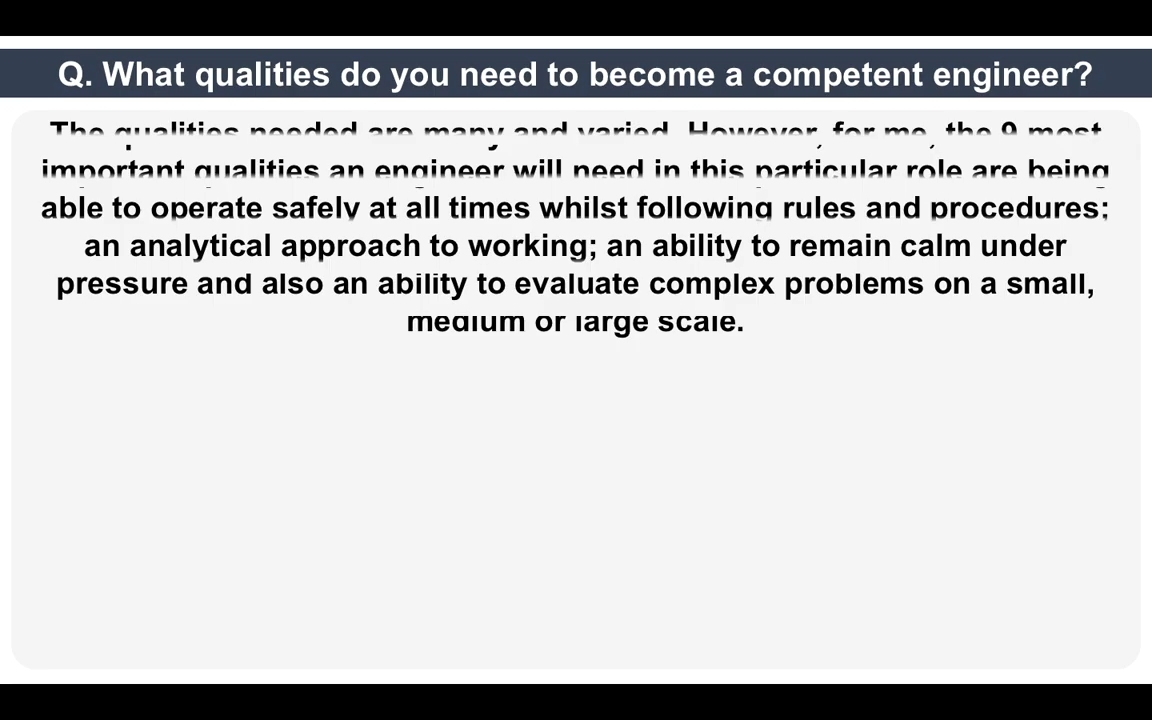 Q. What qualities do you need to become a competent engineer?
The qualities needed are many and varied. However, for me, the 9 most
important qualities an engineer will need in this particular role are being
able to operate safely at all times whilst following rules and procedures;
an analytical approach to working; an ability to remain calm under
pressure and also an ability to evaluate complex problems on a small,
medium or large scale.